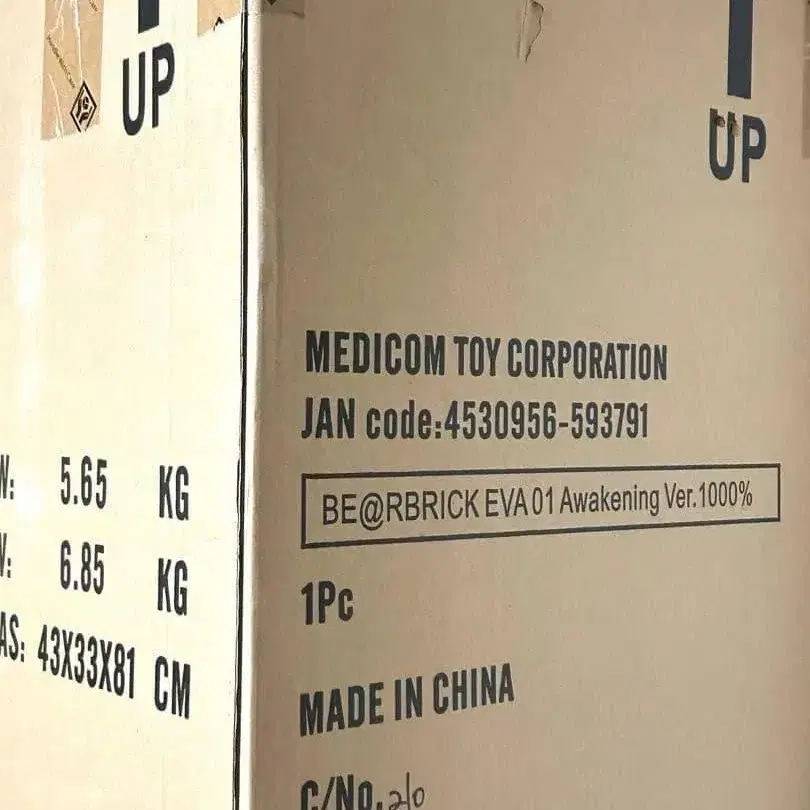 UP
W: 5.65 KG
W: 6.85 KG
AS: 43X33X81 CM
UP
MEDICOM TOY CORPORATION
JAN code:4530956-593791
BE@RBRICK EVA 01 Awakening Ver.1000%
1Pc
MADE IN CHINA
C/No.